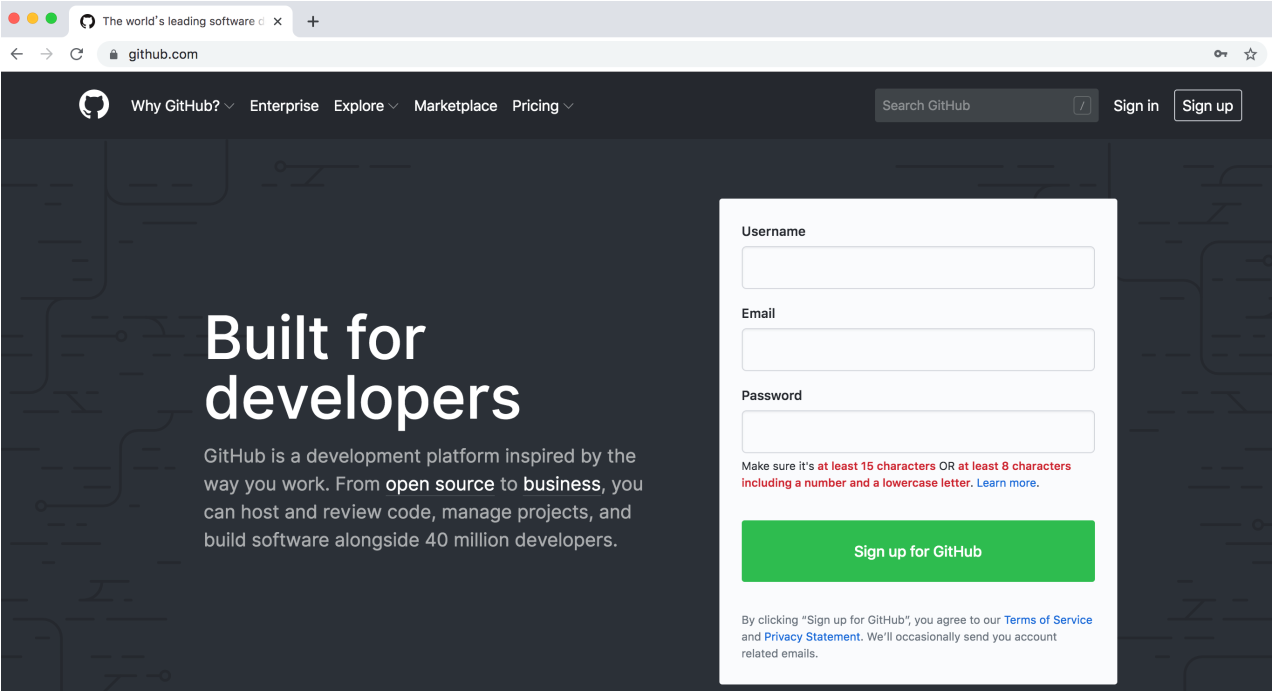 The world's leading software d
github.com
Why GitHub?
Enterprise
Explore
Marketplace
Pricing
Search GitHub
/
Sign in
Sign up
Built for
developers
GitHub is a development platform inspired by the
way you work. From open source to business, you
can host and review code, manage projects, and
build software alongside 40 million developers.
Username
Email
Password
Make sure it's at least 15 characters OR at least 8 characters
including a number and a lowercase letter. Learn more.
Sign up for GitHub
By clicking “Sign up for GitHub”, you agree to our Terms of Service
and Privacy Statement. We’ll occasionally send you account
related emails.